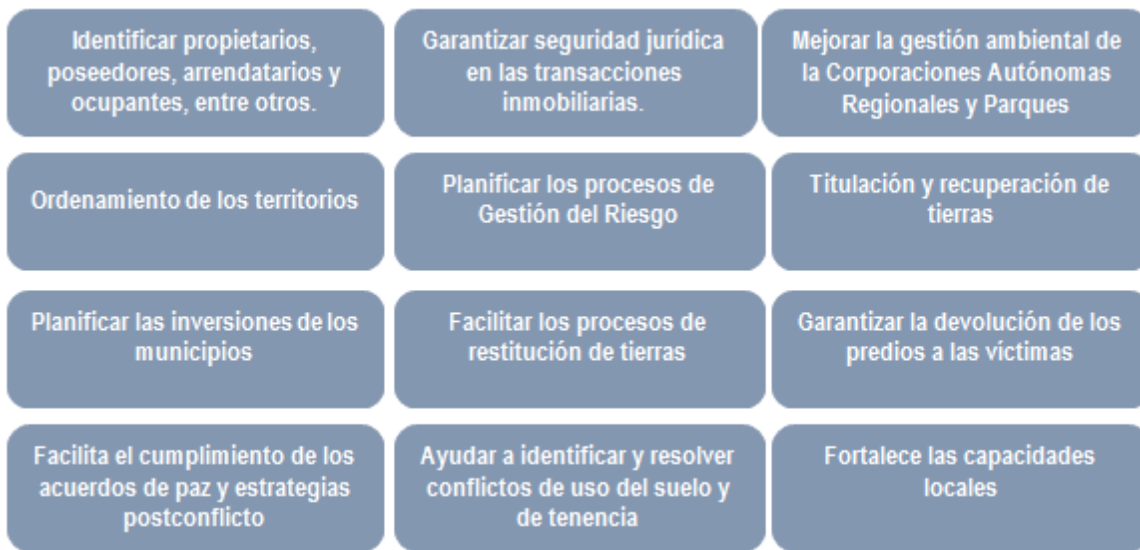 Identificar propietarios,
poseedores, arrendatarios y
ocupantes, entre otros.
Garantizar seguridad jurídica
en las transacciones
inmobiliarias.
Mejorar la gestión ambiental de
la Corporaciones Autónomas
Regionales y Parques
Ordenamiento de los territorios
Planificar los procesos de
Gestión del Riesgo
Titulación y recuperación de
tierras
Planificar las inversiones de los
municipios
Facilitar los procesos de
restitución de tierras
Garantizar la devolución de los
predios a las víctimas
Facilita el cumplimiento de los
acuerdos de paz y estrategias
postconflicto
Ayudar a identificar y resolver
conflictos de uso del suelo y
de tenencia
Fortalece las capacidades
locales